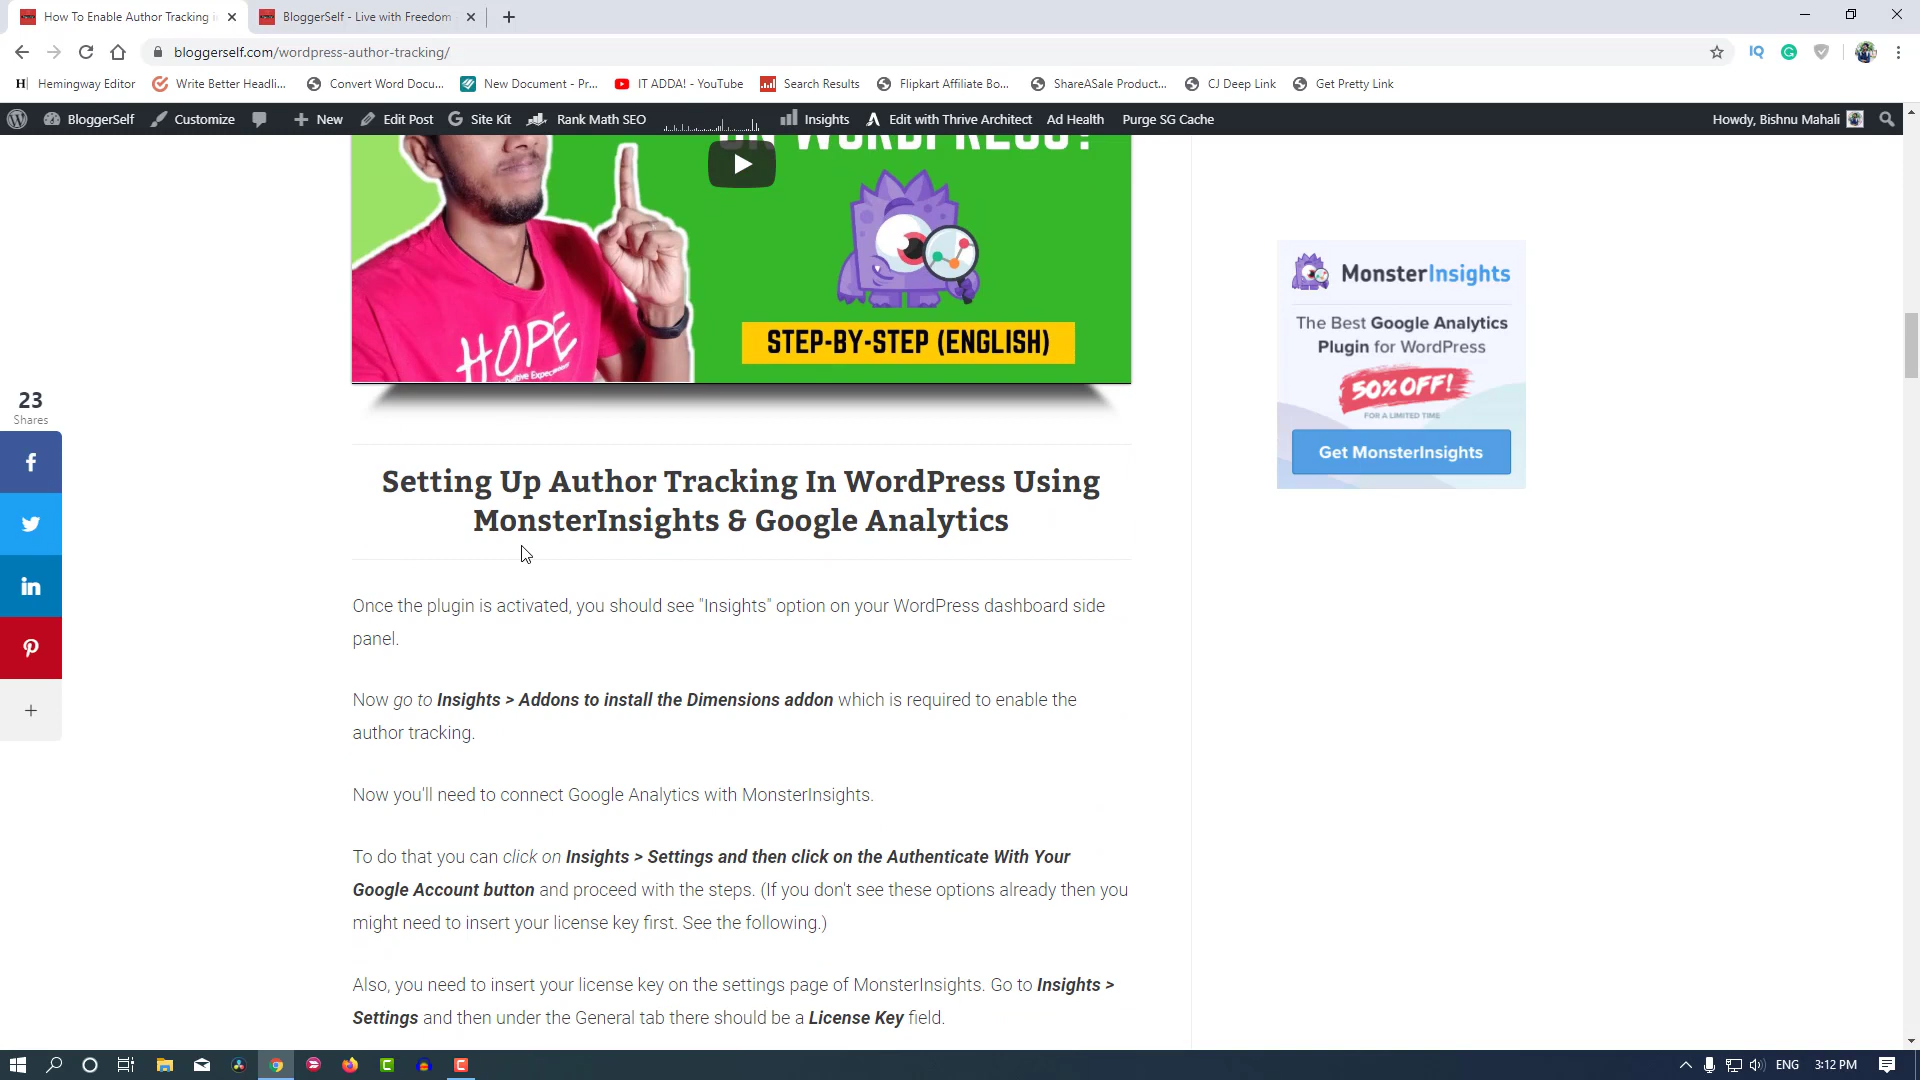 How To Enable Author Tracking i
BloggerSelf - Live with Freedom
bloggerself.com/wordpress-author-tracking/
IQ
H Hemingway Editor
Write Better Headli...
Convert Word Docu...
New Document - Pr...
IT ADDA! - YouTube
Search Results
Flipkart Affiliate Bo...
ShareASale Product...
CJ Deep Link
Get Pretty Link
BloggerSelf
Customize
New
Edit Post
Site Kit
Rank Math SEO
Insights
Edit with Thrive Architect
Ad Health
Purge SG Cache
Howdy, Bishnu Mahali
ON WORDPRESS?
HOPE
STEP-BY-STEP (ENGLISH)
MonsterInsights
The Best Google Analytics
Plugin for WordPress
50% OFF!
FOR A LIMITED TIME
Get MonsterInsights
23
Shares
Setting Up Author Tracking In WordPress Using
MonsterInsights & Google Analytics
Once the plugin is activated, you should see "Insights" option on your WordPress dashboard side
panel.
Now go to Insights > Addons to install the Dimensions addon which is required to enable the
author tracking.
Now you'll need to connect Google Analytics with MonsterInsights.
To do that you can click on Insights > Settings and then click on the Authenticate With Your
Google Account button and proceed with the steps. (If you don't see these options already then you
might need to insert your license key first. See the following.)
Also, you need to insert your license key on the settings page of MonsterInsights. Go to Insights >
Settings and then under the General tab there should be a License Key field.
ENG
3:12 PM